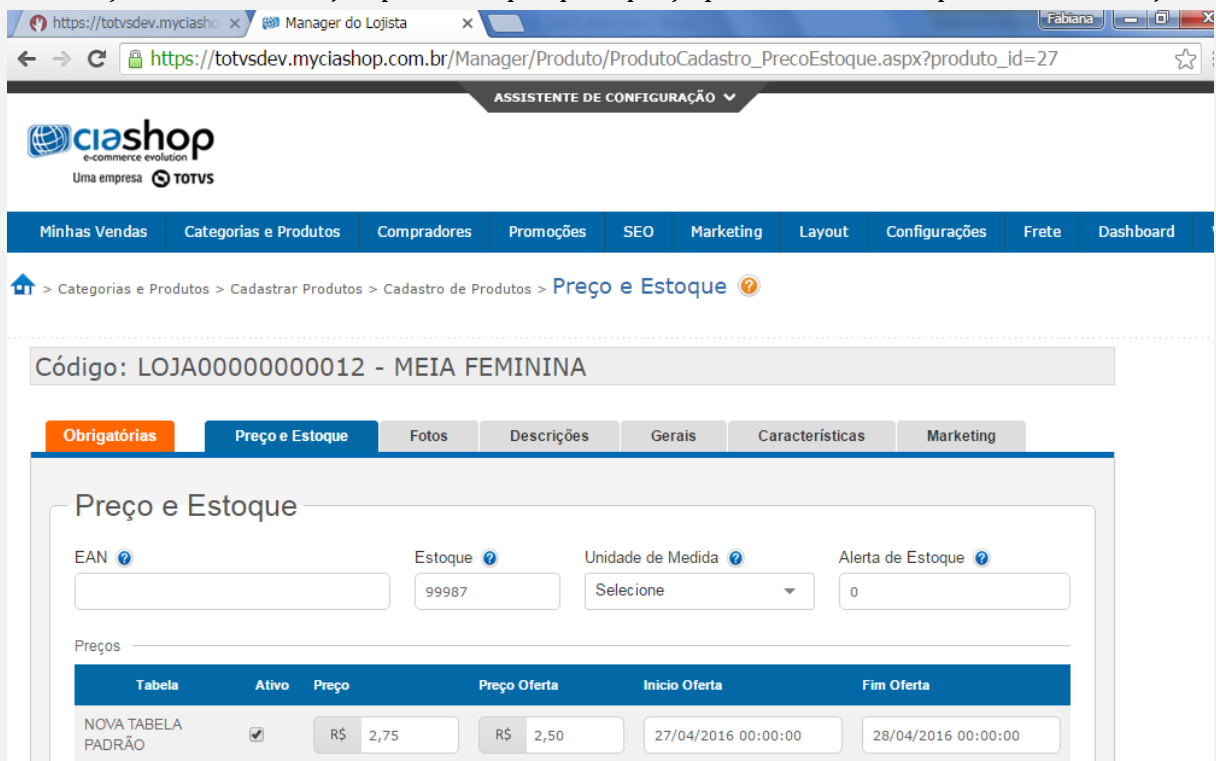 https://totvsdev.myciasho Manager do Lojista Fabiana
https://totvsdev.myciashop.com.br/Manager/Produto/ProdutoCadastro_PrecoEstoque.aspx?produto_id=27
ASSISTENTE DE CONFIGURAÇÃO
ciashop
e-commerce evolution
Uma empresa TOTVS
Minhas Vendas Categorias e Produtos Compradores Promoções SEO Marketing Layout Configurações Frete Dashboard
> Categorias e Produtos > Cadastrar Produtos > Cadastro de Produtos > Preço e Estoque
Código: LOJA00000000012 - MEIA FEMININA
Obrigatórias Preço e Estoque Fotos Descrições Gerais Características Marketing
Preço e Estoque
EAN Estoque Unidade de Medida Alerta de Estoque
99987 Selecione 0
Preços
Tabela Ativo Preço Preço Oferta Inicio Oferta Fim Oferta
NOVA TABELA PADRÃO R$ 2,75 R$ 2,50 27/04/2016 00:00:00 28/04/2016 00:00:00